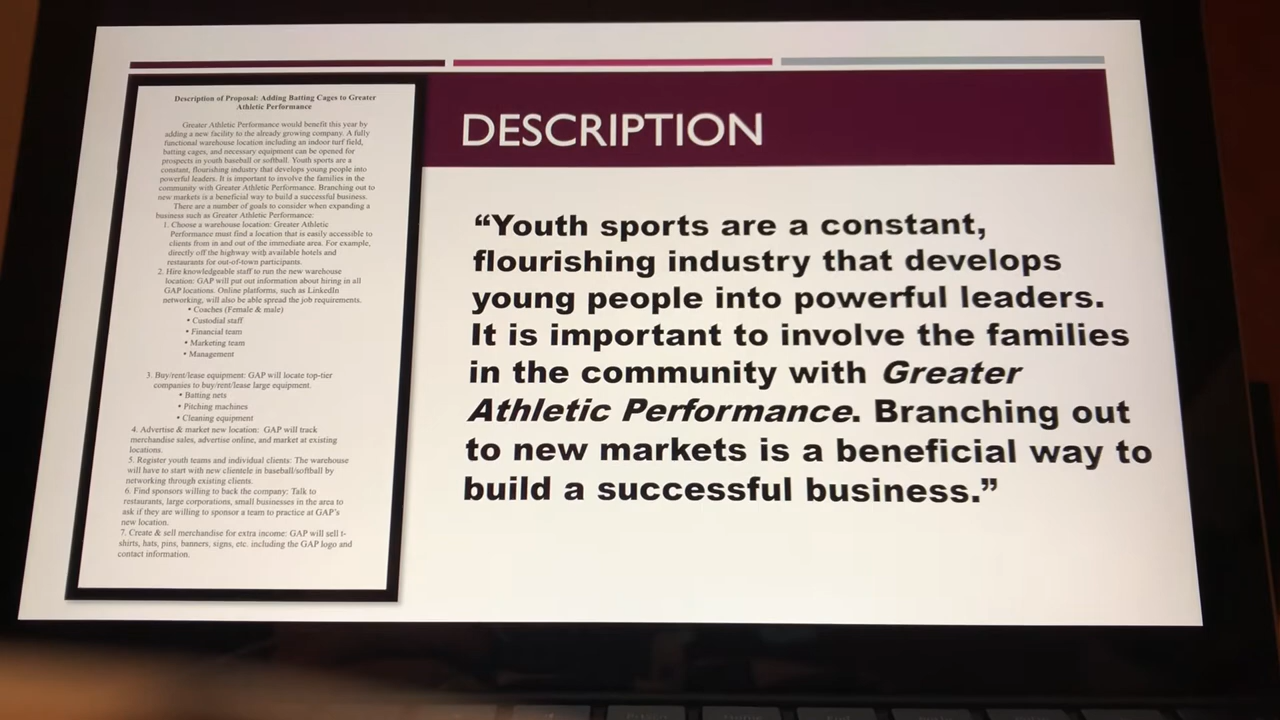 Description of Proposal: Adding Batting Cages to Greater
Athletic Performance
Greater Athletic Performance would benefit this year by
adding a new facility to the already growing company. A fully
functional warehouse location including an indoor turf field,
batting cages, and necessary equipment can be opened for
prospects in youth baseball or softball. Youth sports are a
constant, flourishing industry that develops young people into
powerful leaders. It is important to involve the families in the
community with Greater Athletic Performance. Branching out to
new markets is a beneficial way to build a successful business.
There are a number of goals to consider when expanding a
business such as Greater Athletic Performance:
1. Choose a warehouse location: Greater Athletic
Performance must find a location that is easily accessible to
clients from in and out of the immediate area. For example,
directly off the highway with available hotels and
restaurants for out-of-town participants.
2. Hire knowledgeable staff to run the new warehouse
location: GAP will put out information about hiring in all
GAP locations. Online platforms, such as LinkedIn
networking, will also be able spread the job requirements.
• Coaches (Female & male)
• Custodial staff
• Financial team
• Marketing team
• Management
3. Buy/rent/lease equipment: GAP will locate top-tier
companies to buy/rent/lease large equipment.
• Batting nets
• Pitching machines
• Cleaning equipment
4. Advertise & market new location: GAP will track
merchandise sales, advertise online, and market at existing
locations.
5. Register youth teams and individual clients: The warehouse
will have to start with new clientele in baseball/softball by
networking through existing clients.
6. Find sponsors willing to back the company: Talk to
restaurants, large corporations, small businesses in the area to
ask if they are willing to sponsor a team to practice at GAP's
new location.
7. Create & sell merchandise for extra income: GAP will sell t-
shirts, hats, pins, banners, signs, etc. including the GAP logo and
contact information.
DESCRIPTION
“Youth sports are a constant,
flourishing industry that develops
young people into powerful leaders.
It is important to involve the families
in the community with Greater
Athletic Performance. Branching out
to new markets is a beneficial way to
build a successful business.”